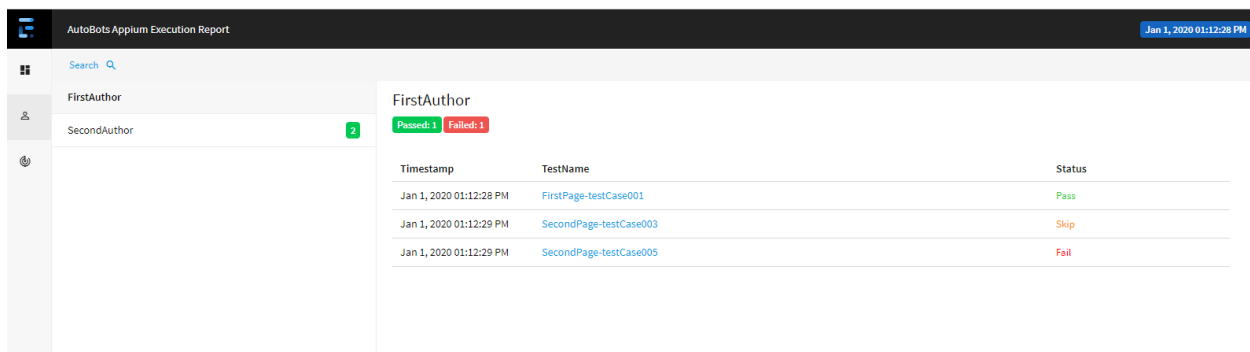 AutoBots Appium Execution Report
Jan 1, 2020 01:12:28 PM
Search
FirstAuthor
SecondAuthor 2
FirstAuthor
Passed: 1 Failed: 1
Timestamp TestName Status
Jan 1, 2020 01:12:28 PM FirstPage-testCase001 Pass
Jan 1, 2020 01:12:29 PM SecondPage-testCase003 Skip
Jan 1, 2020 01:12:29 PM SecondPage-testCase005 Fail